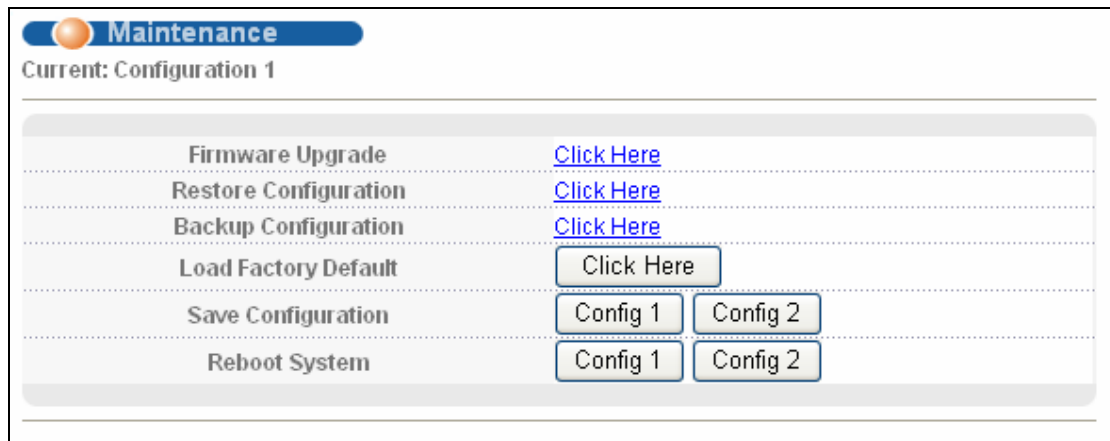 Maintenance
Current: Configuration 1
Firmware Upgrade Click Here
Restore Configuration Click Here
Backup Configuration Click Here
Load Factory Default Click Here
Save Configuration Config 1 Config 2
Reboot System Config 1 Config 2